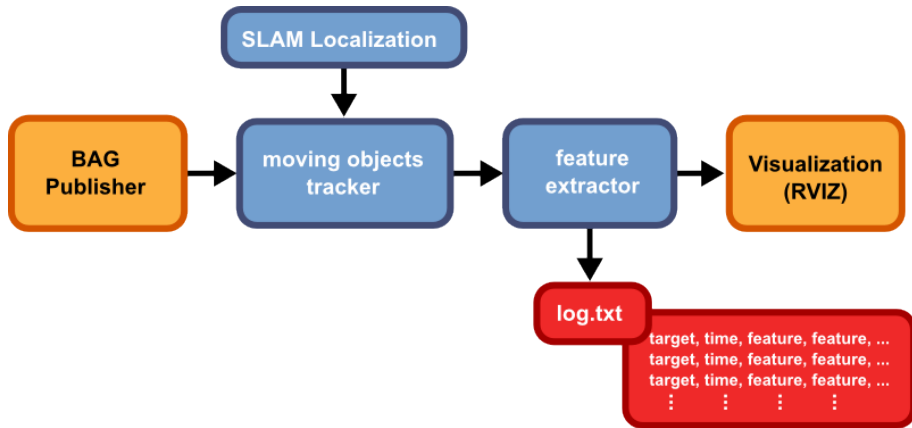 SLAM Localization
BAG
Publisher
moving objects
tracker
feature
extractor
Visualization
(RVIZ)
log.txt
target, time, feature, feature, ...
target, time, feature, feature, ...
target, time, feature, feature, ...
⋮ ⋮ ⋮ ⋮